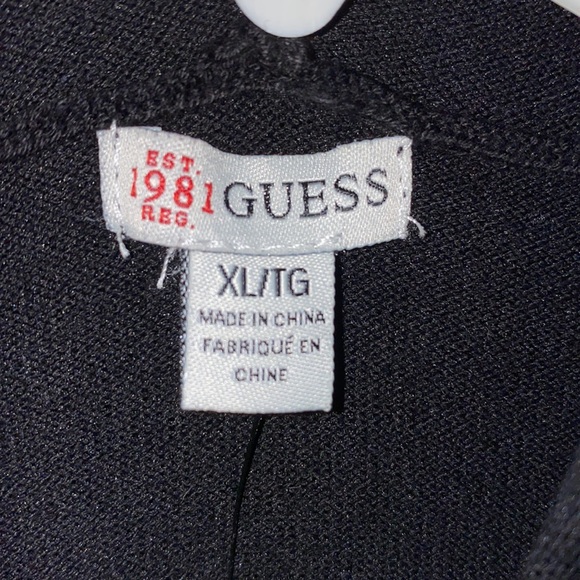 EST.
1981 GUESS
REG.
XL/TG
MADE IN CHINA
FABRIQUÉ EN
CHINE